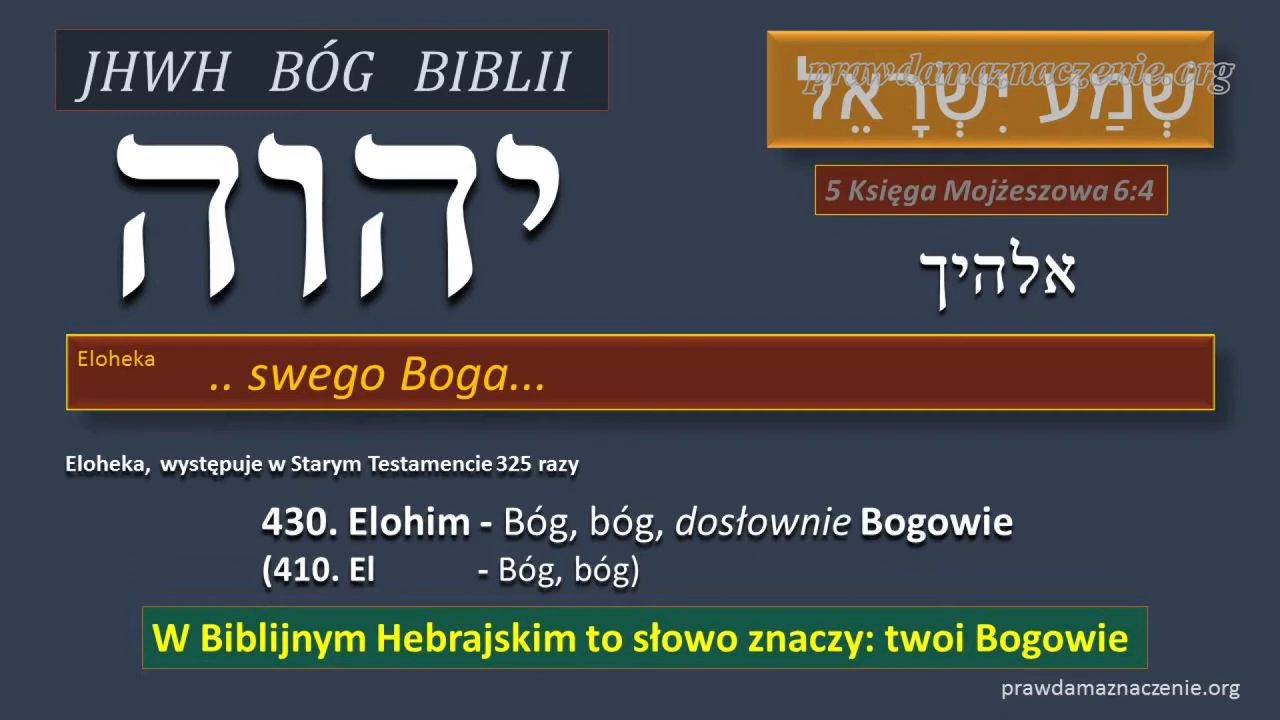 JHWH BÓG BIBLII
prawdamaznaczenie.org
שְׁמַע יִשְׂרָאֵל
יהוה
5 Księga Mojżeszowa 6:4
אלהיך
Eloheka
.. swego Boga...
Eloheka, występuje w Starym Testamencie 325 razy
430. Elohim - Bóg, bóg, dosłownie Bogowie
(410. El - Bóg, bóg)
W Biblijnym Hebrajskim to słowo znaczy: twoi Bogowie
prawdamaznaczenie.org